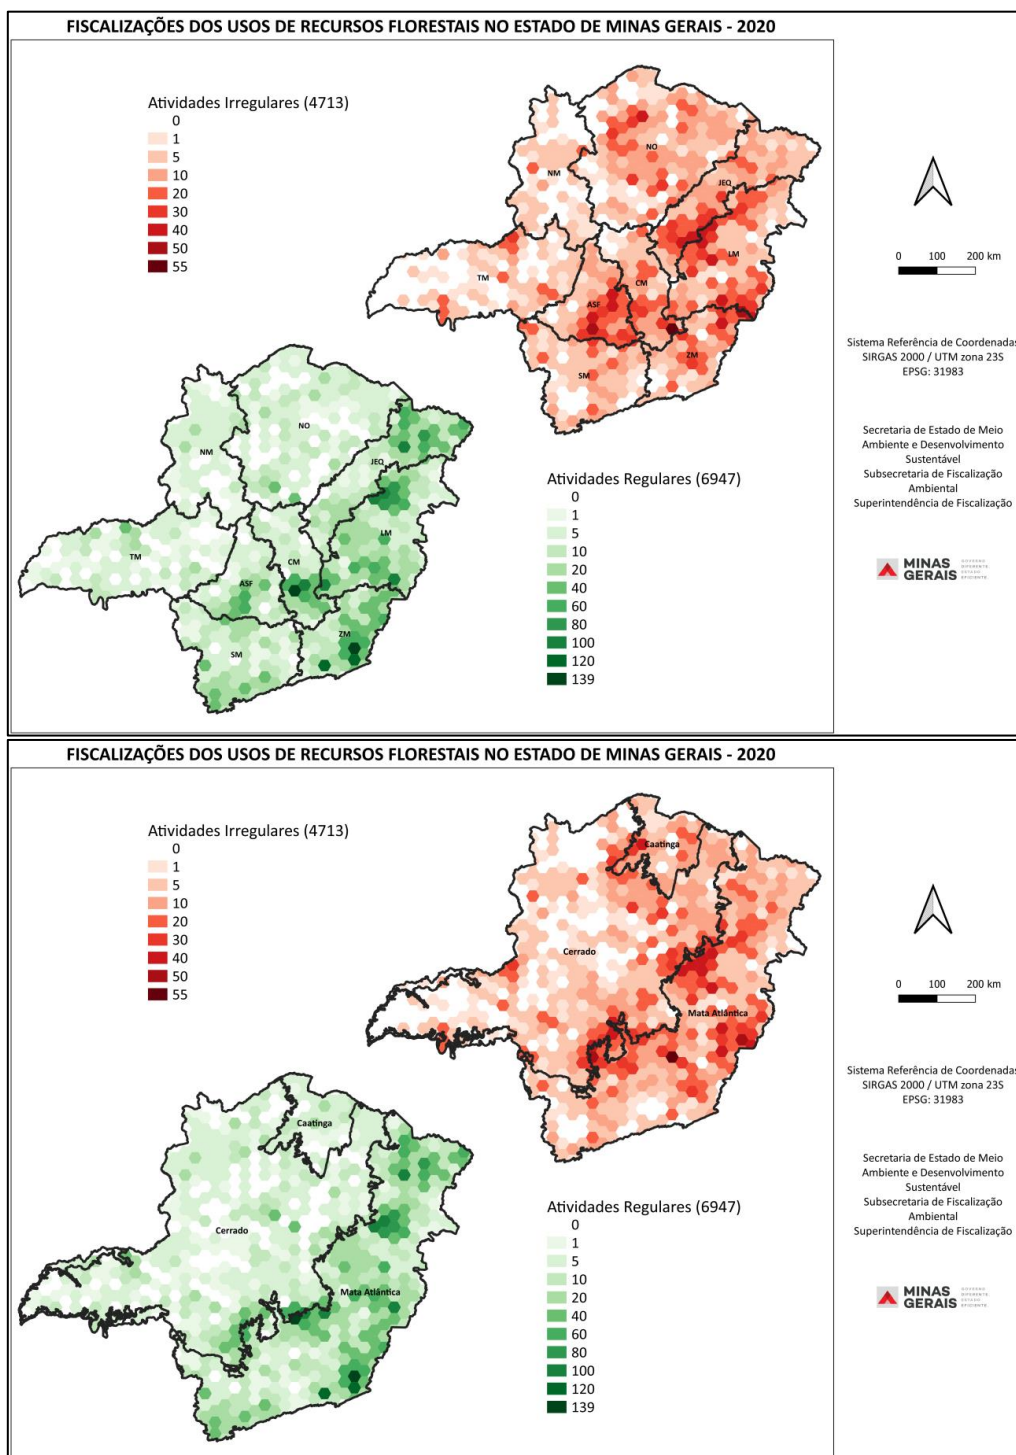 FISCALIZAÇÕES DOS USOS DE RECURSOS FLORESTAIS NO ESTADO DE MINAS GERAIS - 2020
Atividades Irregulares (4713)
0
1
5
10
20
30
40
50
55
NO
NM
JEQ
LM
TM
CM
ASF
ZM
SM
0 100 200 km
Sistema Referência de Coordenadas
SIRGAS 2000 / UTM zona 23S
EPSG: 31983
Secretaria de Estado de Meio
Ambiente e Desenvolvimento
Sustentável
Subsecretaria de Fiscalização
Ambiental
Superintendência de Fiscalização
MINAS
GERAIS
NO
NM
JEQ
LM
TM
CM
ASF
ZM
SM
Atividades Regulares (6947)
0
1
5
10
20
40
60
80
100
120
139
FISCALIZAÇÕES DOS USOS DE RECURSOS FLORESTAIS NO ESTADO DE MINAS GERAIS - 2020
Atividades Irregulares (4713)
0
1
5
10
20
30
40
50
55
Caatinga
Cerrado
Mata Atlântica
0 100 200 km
Sistema Referência de Coordenadas
SIRGAS 2000 / UTM zona 23S
EPSG: 31983
Secretaria de Estado de Meio
Ambiente e Desenvolvimento
Sustentável
Subsecretaria de Fiscalização
Ambiental
Superintendência de Fiscalização
MINAS
GERAIS
Caatinga
Cerrado
Mata Atlântica
Atividades Regulares (6947)
0
1
5
10
20
40
60
80
100
120
139